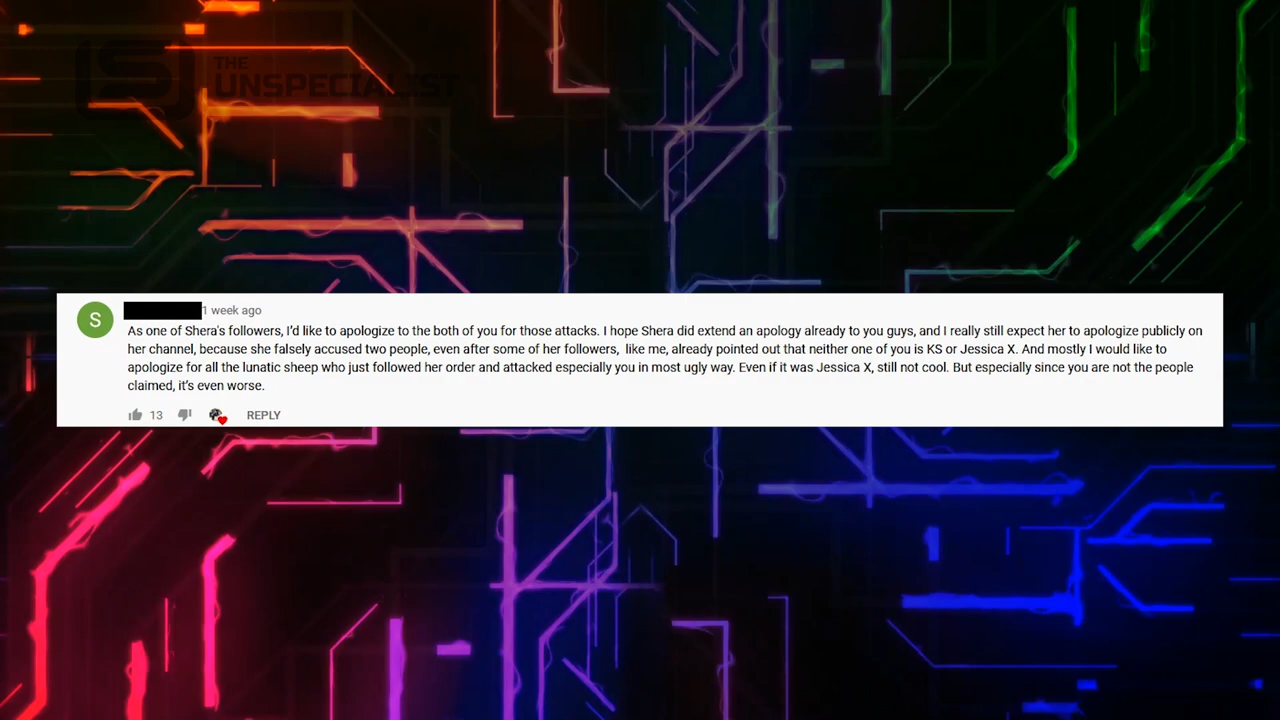 THE
UNSPECIALIST
S
1 week ago
As one of Shera's followers, I'd like to apologize to the both of you for those attacks. I hope Shera did extend an apology already to you guys, and I really still expect her to apologize publicly on
her channel, because she falsely accused two people, even after some of her followers,  like me, already pointed out that neither one of you is KS or Jessica X. And mostly I would like to
apologize for all the lunatic sheep who just followed her order and attacked especially you in most ugly way. Even if it was Jessica X, still not cool. But especially since you are not the people
claimed, it's even worse.
13 REPLY